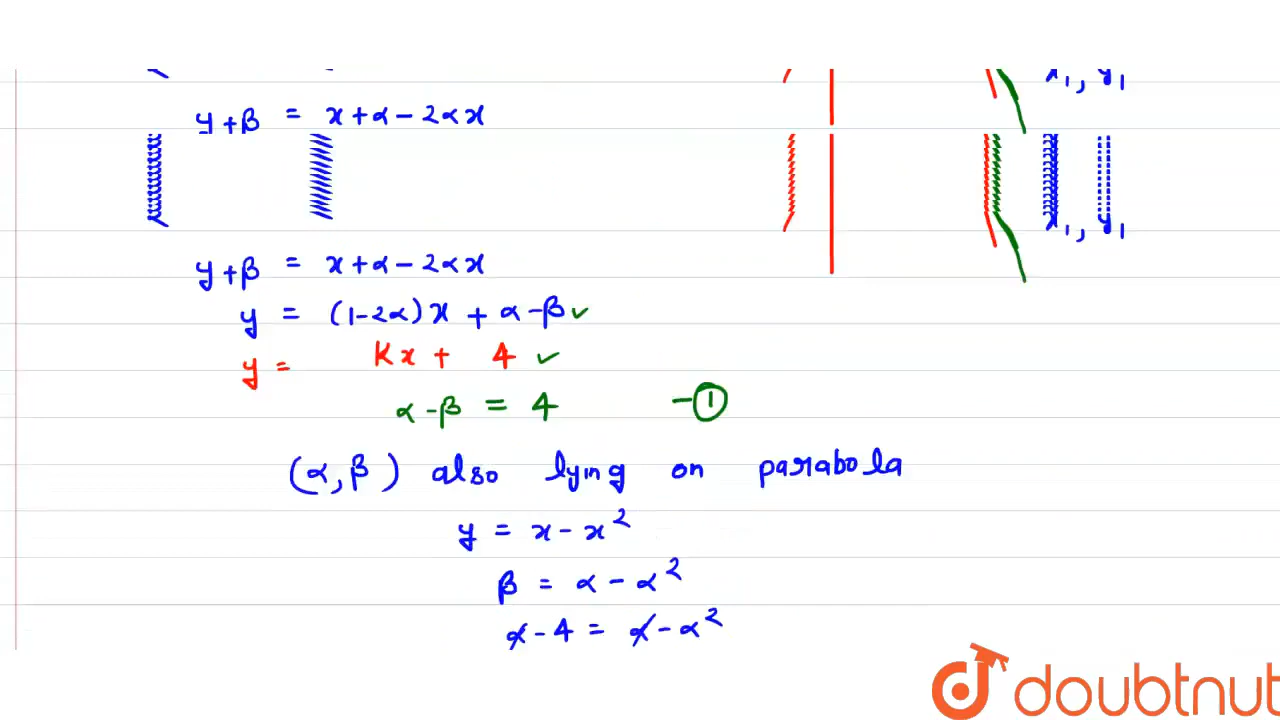 x₁, y₁
y+β = x+α-2αx
x₁, y₁
y+β = x+α-2αx
y = (1-2α)x + α-β✓
y = kx + 4 ✓
α-β = 4 -①
(α,β) also lying on parabola
y = x-x²
β = α-α²
α-4 = α-α²
doubtnut